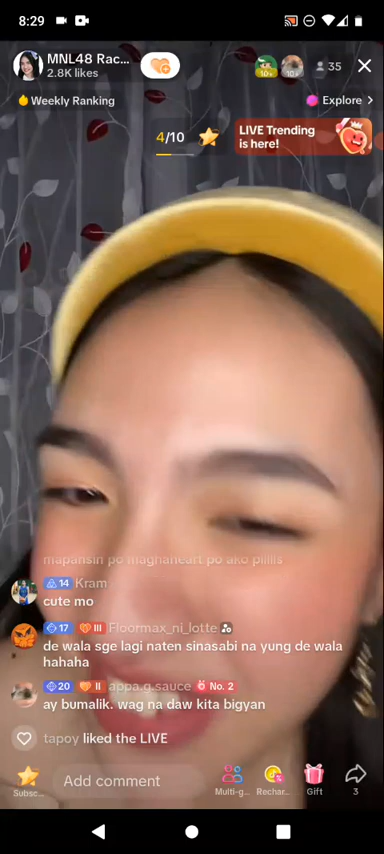 8:29
MNL48 Rac...
2.8K likes
10+
10+
35
Weekly Ranking
Explore >
4/10
LIVE Trending
is here!
mapansin po magnaheart po ako piliiis
14 Kram
cute mo
17 III Floormax_ni_lotte
de wala sge lagi naten sinasabi na yung de wala
hahaha
20 II appa.g.sauce No. 2
ay bumalik. wag na daw kita bigyan
tapoy liked the LIVE
Subsc...
Add comment
Multi-g...
Rechar...
Gift
3